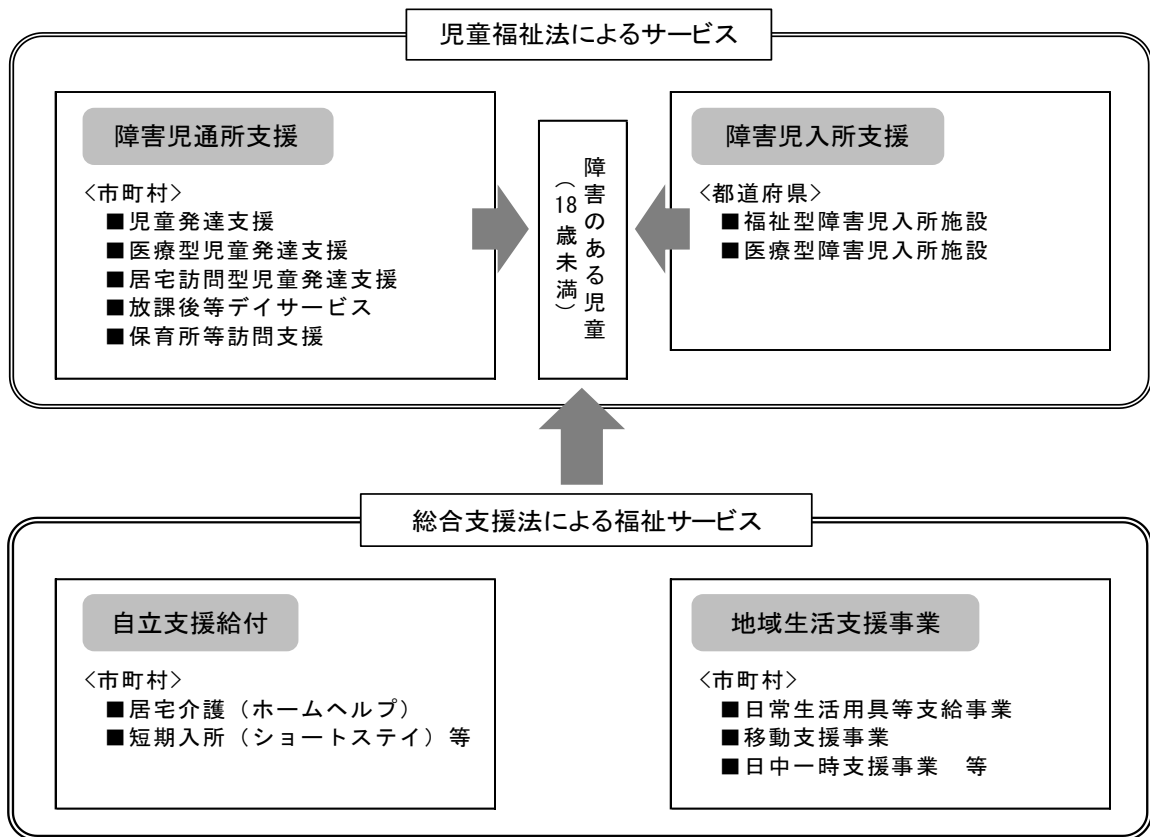 児童福祉法によるサービス
障害児通所支援
<市町村>
■児童発達支援
■医療型児童発達支援
■居宅訪問型児童発達支援
■放課後等デイサービス
■保育所等訪問支援
障害のある児童
(18歳未満)
障害児入所支援
<都道府県>
■福祉型障害児入所施設
■医療型障害児入所施設
総合支援法による福祉サービス
自立支援給付
<市町村>
■居宅介護(ホームヘルプ)
■短期入所(ショートステイ)等
地域生活支援事業
<市町村>
■日常生活用具等支給事業
■移動支援事業
■日中一時支援事業　等